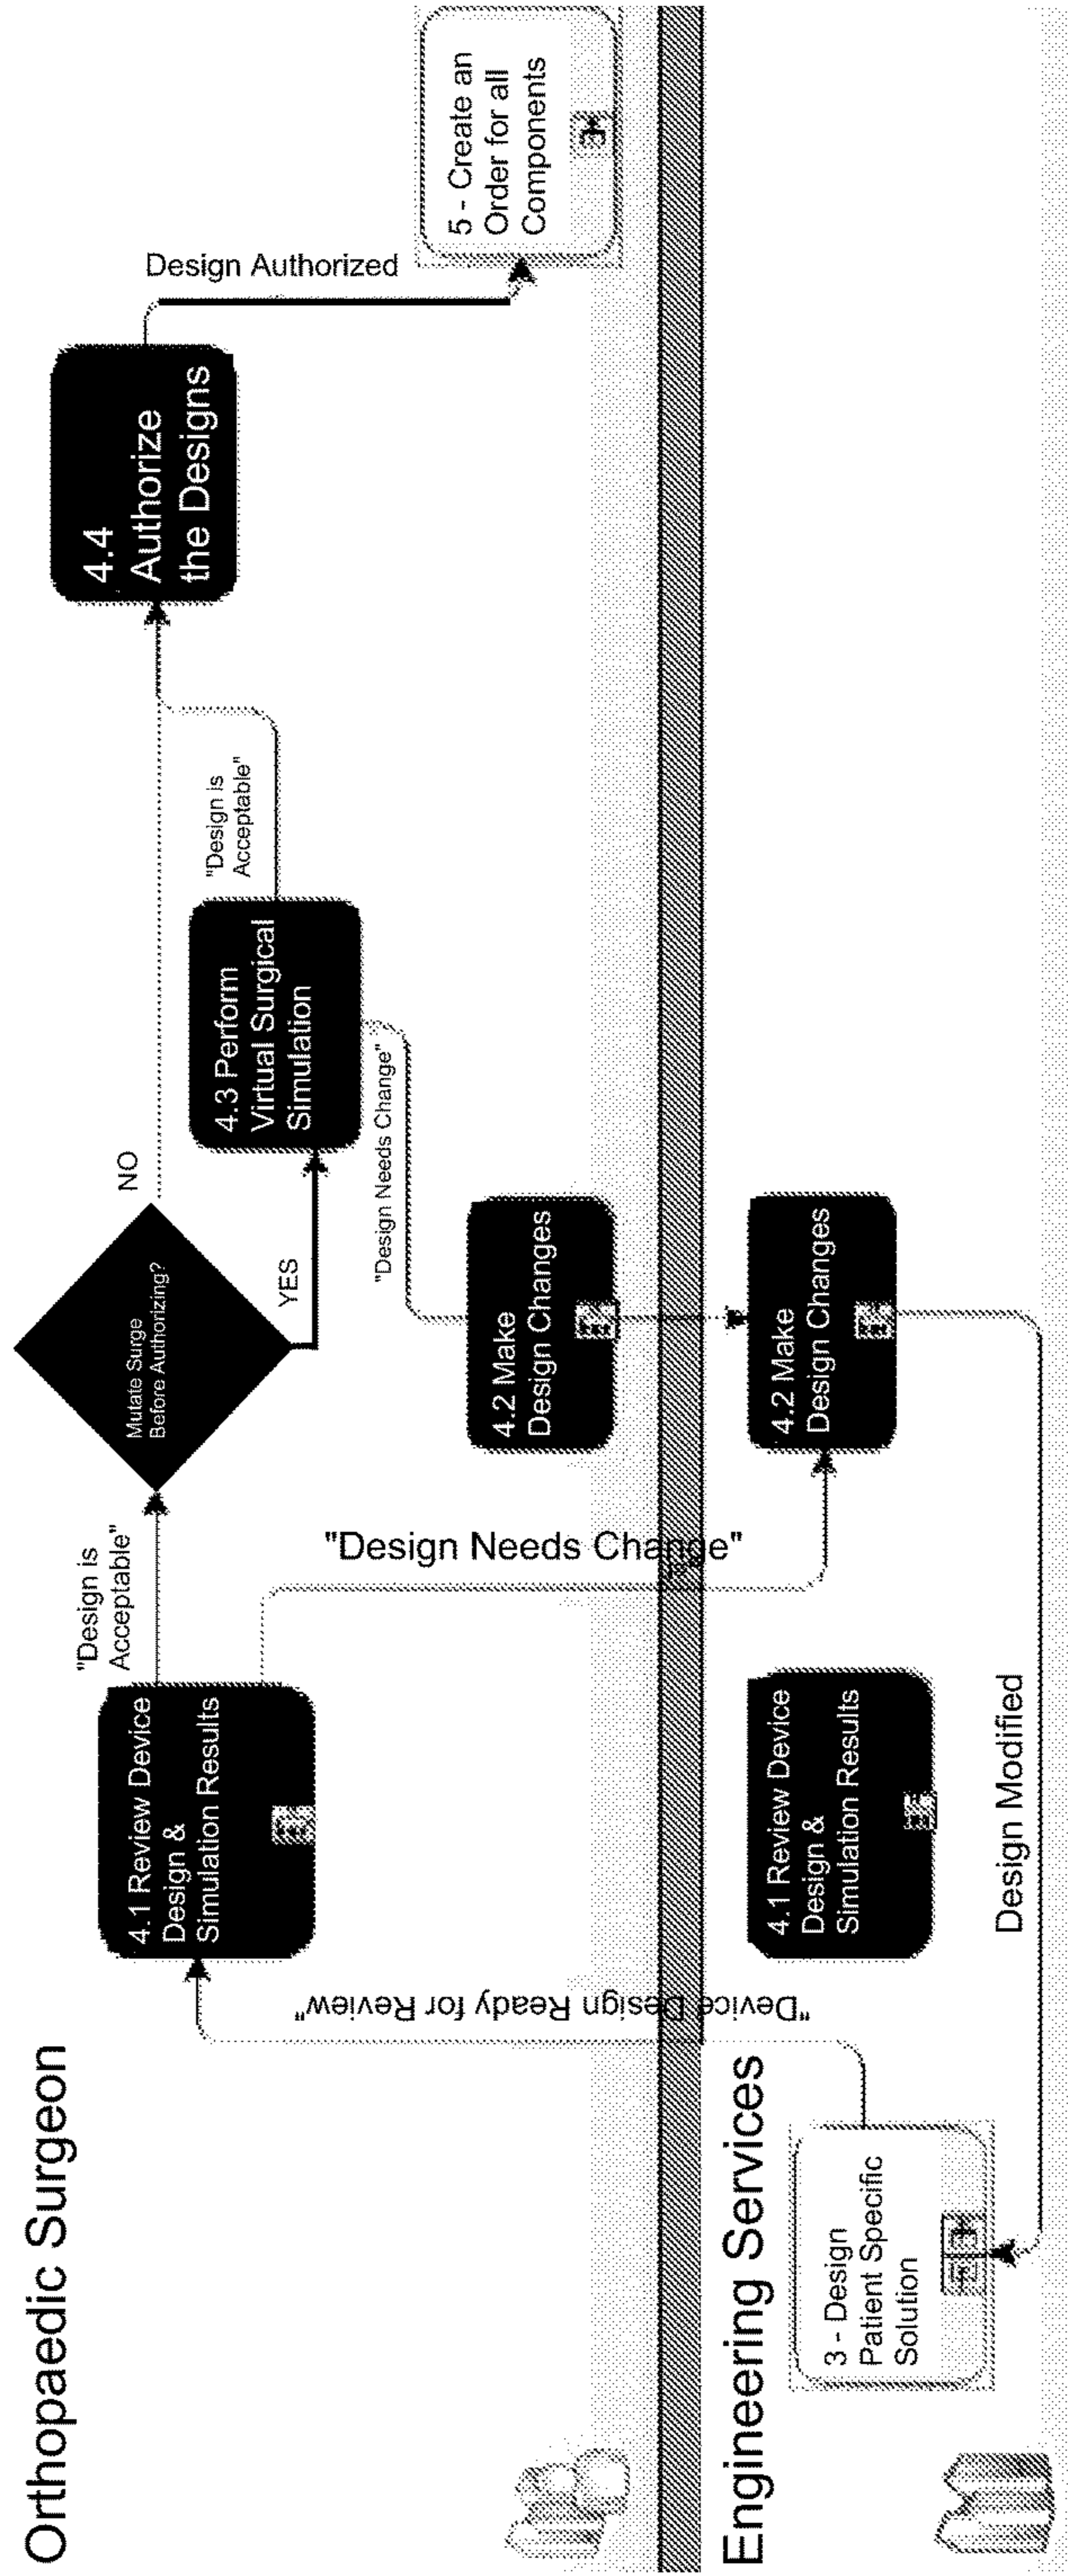 Orthopaedic Surgeon
4.1 Review Device
Design &
Simulation Results
"Design is
Acceptable"
Mutate Surge
Before Authorizing?
NO
YES
4.3 Perform
Virtual Surgical
Simulation
"Design is
Acceptable"
"Design Needs Change"
4.4
Authorize
the Designs
Design Authorized
5 - Create an
Order for all
Components
4.2 Make
Design Changes
"Design Needs Change"
"Device Design Ready for Review"
Engineering Services
3 - Design
Patient Specific
Solution
4.1 Review Device
Design &
Simulation Results
4.2 Make
Design Changes
Design Modified